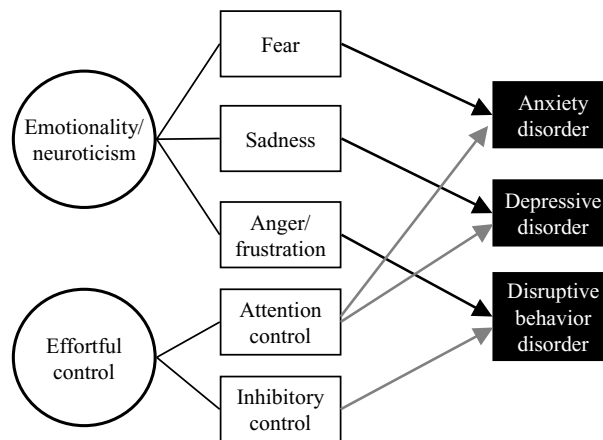 Emotionality/
neuroticism
Effortful
control
Fear
Sadness
Anger/
frustration
Attention
control
Inhibitory
control
Anxiety
disorder
Depressive
disorder
Disruptive
behavior
disorder